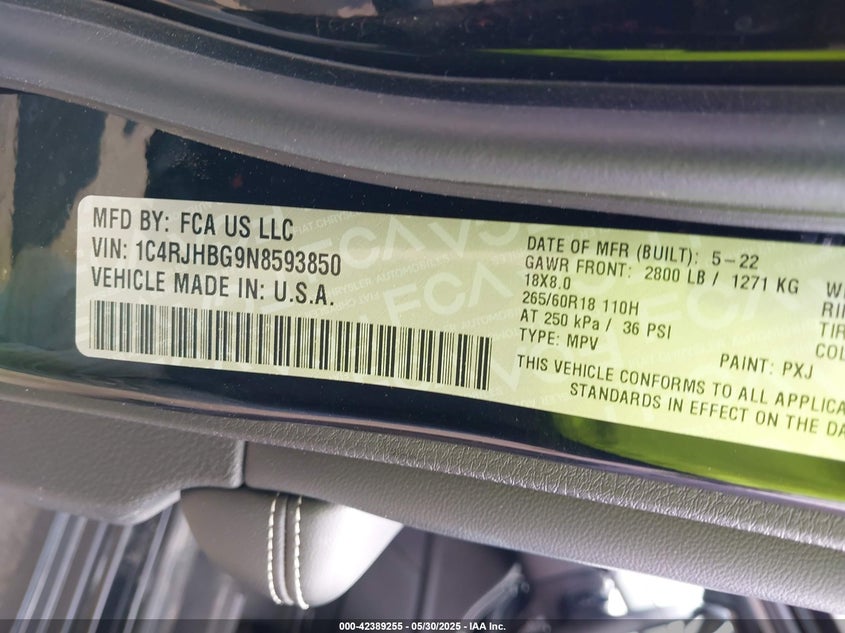 MFD BY: FCA US LLC
VIN: 1C4RJHBG9N8593850
VEHICLE MADE IN: U.S.A.
DATE OF MFR (BUILT): 5-22
GAWR FRONT: 2800 LB / 1271 KG
18X8.0
265/60R18 110H
AT 250 kPa / 36 PSI
TYPE: MPV
PAINT: PXJ
THIS VEHICLE CONFORMS TO ALL APPLICA
STANDARDS IN EFFECT ON THE DA
000-42389255 - 05/30/2025 - IAA Inc.